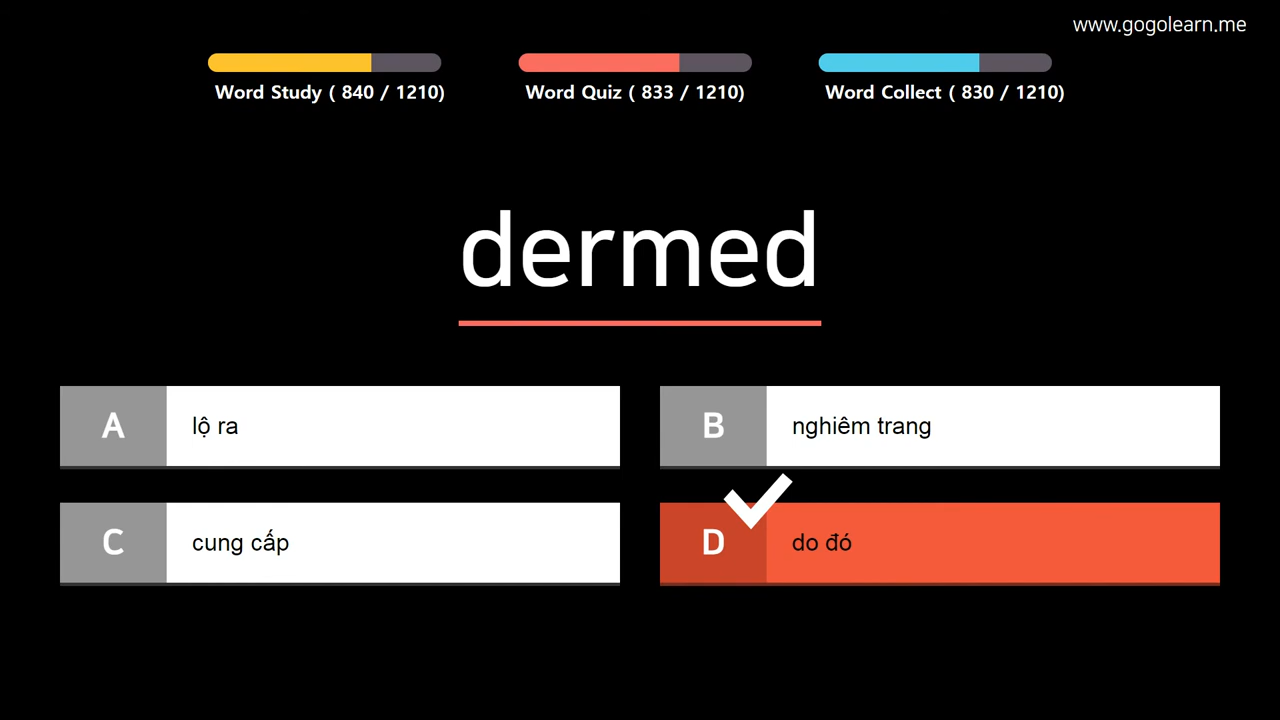 www.gogolearn.me
Word Study ( 840 / 1210)
Word Quiz ( 833 / 1210)
Word Collect ( 830 / 1210)
dermed
A
lộ ra
B
nghiêm trang
C
cung cấp
D
do đó